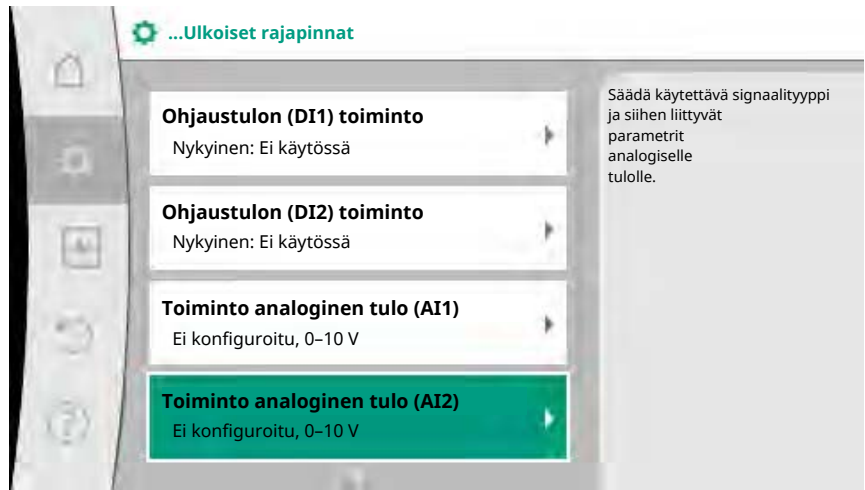 ...Ulkoiset rajapinnat
Ohjaustulon (DI1) toiminto
Nykyinen: Ei käytössä
Ohjaustulon (DI2) toiminto
Nykyinen: Ei käytössä
Toiminto analoginen tulo (AI1)
Ei konfiguroitu, 0–10 V
Toiminto analoginen tulo (AI2)
Ei konfiguroitu, 0–10 V
Säädä käytettävä signaalityyppi
ja siihen liittyvät
parametrit
analogiselle
tulolle.